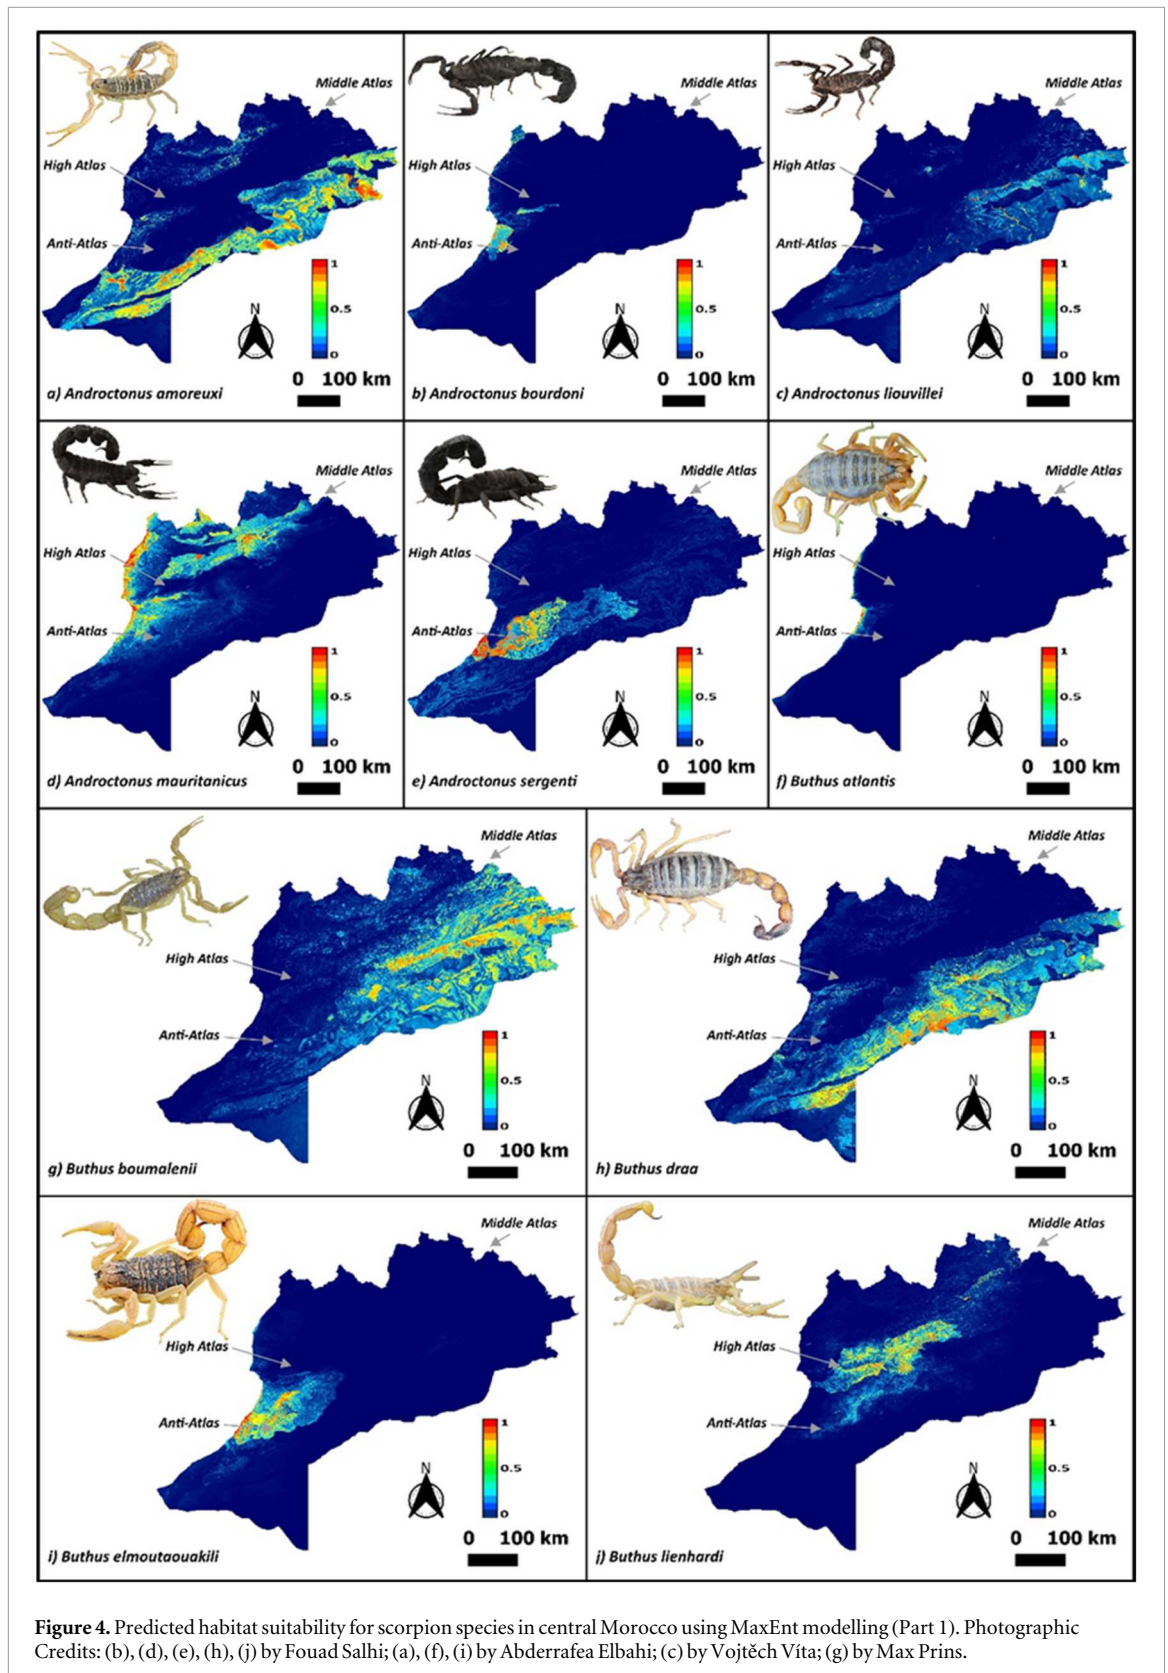 Middle Atlas
High Atlas
Anti-Atlas
1
0.5
0
N
0 100 km
a) Androctonus amoreuxi
Middle Atlas
High Atlas
Anti-Atlas
1
0.5
0
N
0 100 km
b) Androctonus bourdoni
Middle Atlas
High Atlas
Anti-Atlas
1
0.5
0
N
0 100 km
c) Androctonus liouvillei
Middle Atlas
High Atlas
Anti-Atlas
1
0.5
0
N
0 100 km
d) Androctonus mauritanicus
Middle Atlas
High Atlas
Anti-Atlas
1
0.5
0
N
0 100 km
e) Androctonus sergenti
Middle Atlas
High Atlas
Anti-Atlas
1
0.5
0
N
0 100 km
f) Buthus atlantis
Middle Atlas
High Atlas
Anti-Atlas
1
0.5
0
N
0 100 km
g) Buthus boumalenii
Middle Atlas
High Atlas
Anti-Atlas
1
0.5
0
N
0 100 km
h) Buthus draa
Middle Atlas
High Atlas
Anti-Atlas
1
0.5
0
N
0 100 km
i) Buthus elmoutaouakili
Middle Atlas
High Atlas
Anti-Atlas
1
0.5
0
N
0 100 km
j) Buthus lienhardi
Figure 4. Predicted habitat suitability for scorpion species in central Morocco using MaxEnt modelling (Part 1). Photographic
Credits: (b), (d), (e), (h), (j) by Fouad Salhi; (a), (f), (i) by Abderrafea Elbahi; (c) by Vojtěch Víta; (g) by Max Prins.